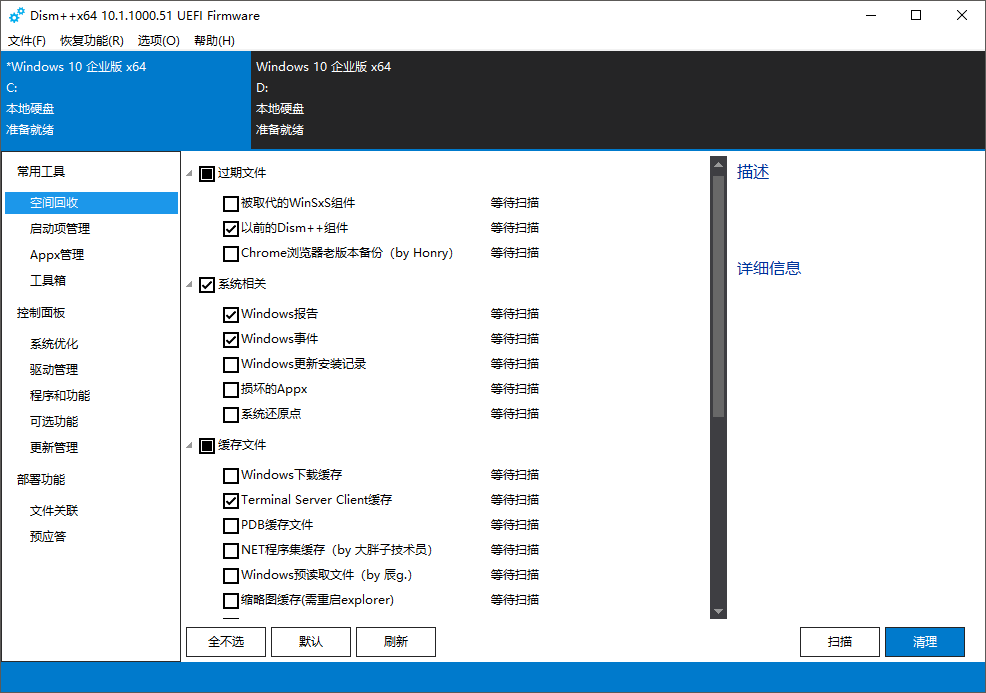 Dism++x64 10.1.1000.51 UEFI Firmware
文件(F) 恢复功能(R) 选项(O) 帮助(H)
*Windows 10 企业版 x64
C:
本地硬盘
准备就绪
Windows 10 企业版 x64
D:
本地硬盘
准备就绪
常用工具
空间回收
启动项管理
Appx管理
工具箱
控制面板
系统优化
驱动管理
程序和功能
可选功能
更新管理
部署功能
文件关联
预应答
过期文件
被取代的WinSxS组件 等待扫描
以前的Dism++组件 等待扫描
Chrome浏览器老版本备份（by Honry） 等待扫描
系统相关
Windows报告 等待扫描
Windows事件 等待扫描
Windows更新安装记录 等待扫描
损坏的Appx 等待扫描
系统还原点 等待扫描
缓存文件
Windows下载缓存 等待扫描
Terminal Server Client缓存 等待扫描
PDB缓存文件 等待扫描
NET程序集缓存（by 大胖子技术员） 等待扫描
Windows预读取文件（by 辰g.） 等待扫描
缩略图缓存(需重启explorer) 等待扫描
描述
详细信息
全不选 默认 刷新 扫描 清理